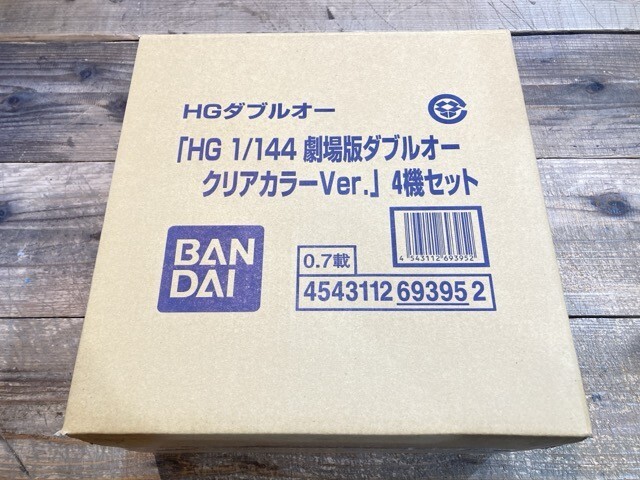 HGダブルオー
「HG 1/144 劇場版ダブルオー
クリアカラーVer.」4機セット
BAN
DAI
0.7載
4 543112 693952
4543112 69395 2